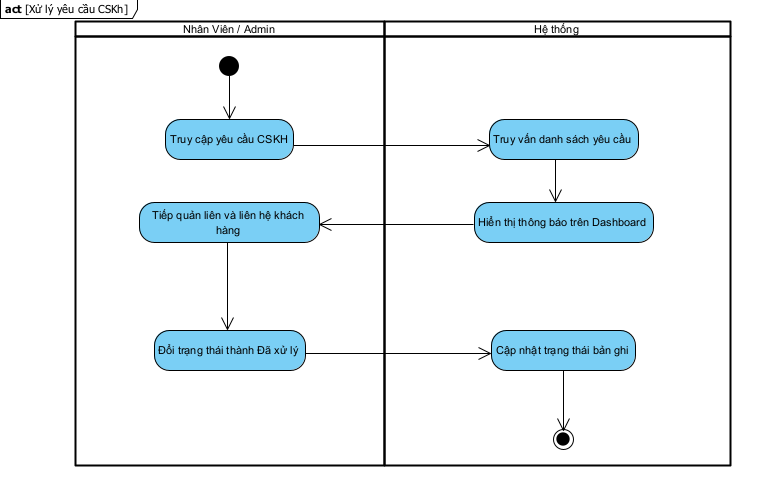 act [Xử lý yêu cầu CSKh]
Nhân Viên / Admin
Hệ thống
Truy cập yêu cầu CSKH
Truy vấn danh sách yêu cầu
Tiếp quản liên và liên hệ khách
hàng
Hiển thị thông báo trên Dashboard
Đổi trạng thái thành Đã xử lý
Cập nhật trạng thái bản ghi